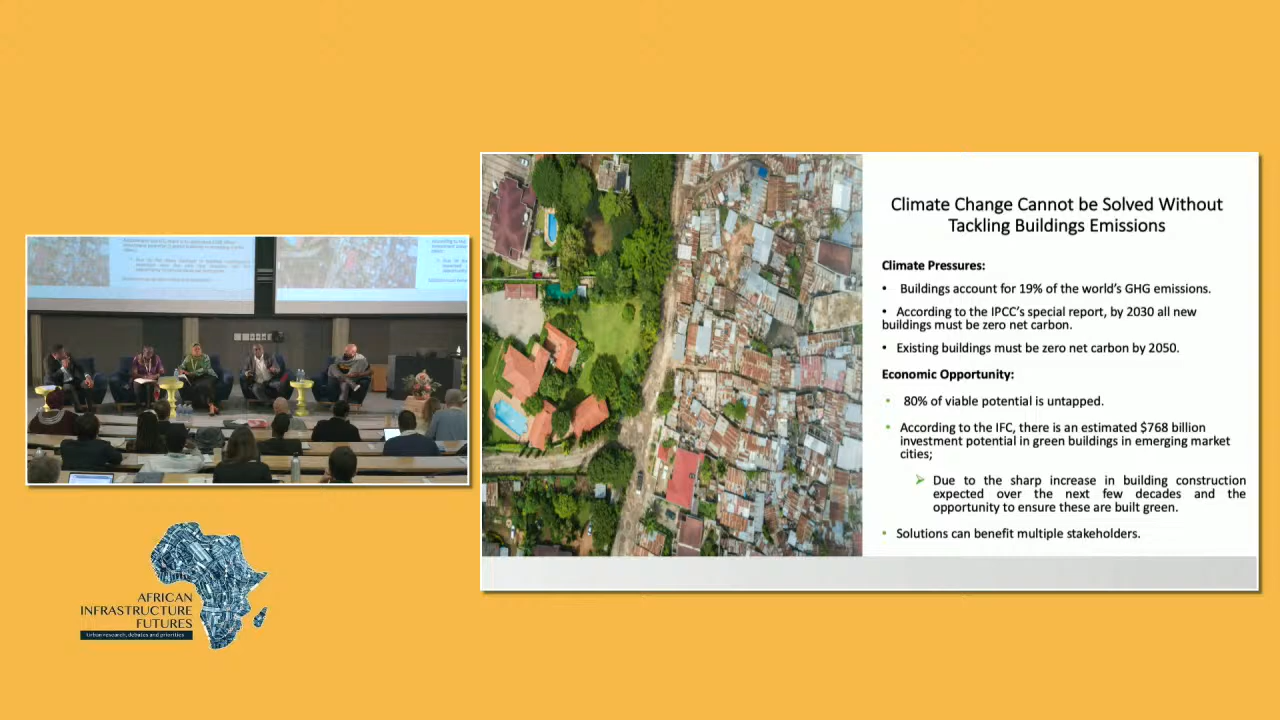 Climate Change Cannot be Solved Without
Tackling Buildings Emissions
Climate Pressures:
• Buildings account for 19% of the world's GHG emissions.
• According to the IPCC's special report, by 2030 all new
buildings must be zero net carbon.
• Existing buildings must be zero net carbon by 2050.
Economic Opportunity:
• 80% of viable potential is untapped.
• According to the IFC, there is an estimated $768 billion
investment potential in green buildings in emerging market
cities;
➢ Due to the sharp increase in building construction
expected over the next few decades and the
opportunity to ensure these are built green.
• Solutions can benefit multiple stakeholders.
AFRICAN
INFRASTRUCTURE
FUTURES
Urban research, debates and priorities